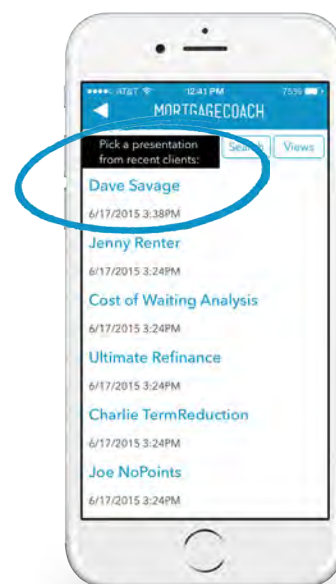 AT&T 12:41 PM 75%
MORTGAGECOACH
Pick a presentation
from recent clients:
Search Views
Dave Savage
6/17/2015 3:38PM
Jenny Renter
6/17/2015 3:24PM
Cost of Waiting Analysis
6/17/2015 3:24PM
Ultimate Refinance
6/17/2015 3:24PM
Charlie TermReduction
6/17/2015 3:24PM
Joe NoPoints
6/17/2015 3:24PM